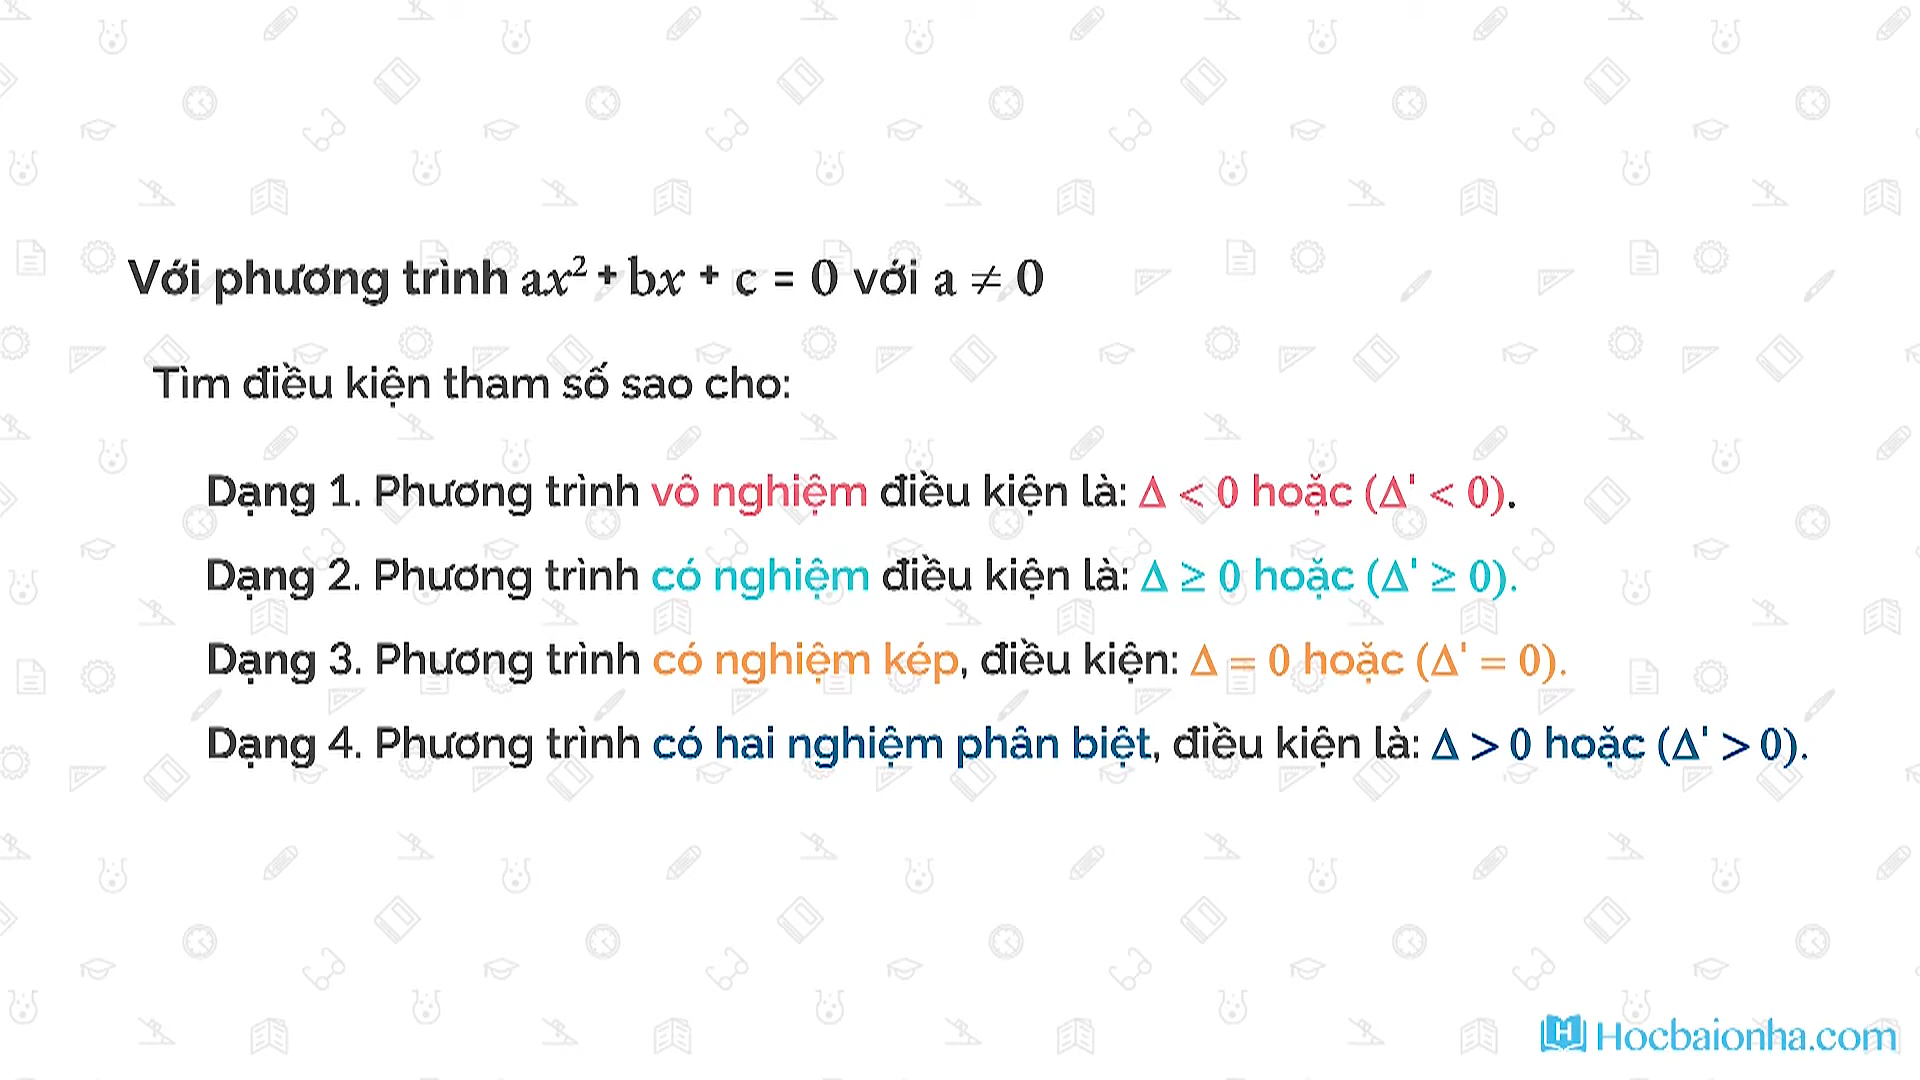 Với phương trình ax² + bx + c = 0 với a ≠ 0
Tìm điều kiện tham số sao cho:
Dạng 1. Phương trình vô nghiệm điều kiện là: Δ < 0 hoặc (Δ' < 0).
Dạng 2. Phương trình có nghiệm điều kiện là: Δ ≥ 0 hoặc (Δ' ≥ 0).
Dạng 3. Phương trình có nghiệm kép, điều kiện: Δ = 0 hoặc (Δ' = 0).
Dạng 4. Phương trình có hai nghiệm phân biệt, điều kiện là: Δ > 0 hoặc (Δ' > 0).
Hocbaionha.com